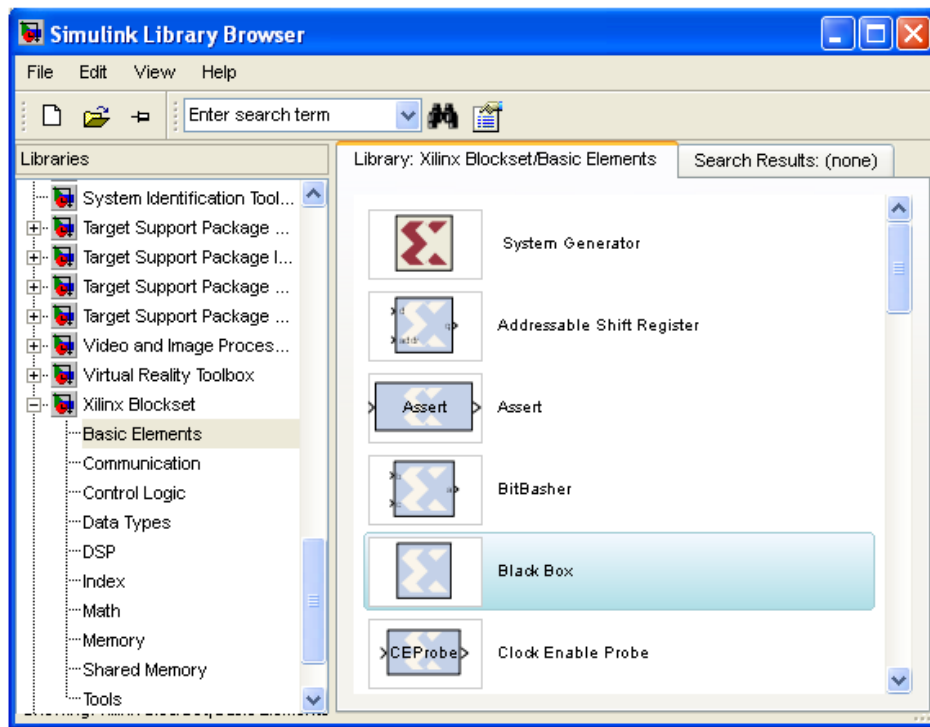 Simulink Library Browser
File Edit View Help
Enter search term
Libraries
System Identification Tool...
Target Support Package ...
Target Support Package I...
Target Support Package ...
Target Support Package ...
Video and Image Proces...
Virtual Reality Toolbox
Xilinx Blockset
Basic Elements
Communication
Control Logic
Data Types
DSP
Index
Math
Memory
Shared Memory
Tools
Library: Xilinx Blockset/Basic Elements
Search Results: (none)
System Generator
d
q
addr
Addressable Shift Register
Assert
Assert
BitBasher
Black Box
CEProbe
Clock Enable Probe